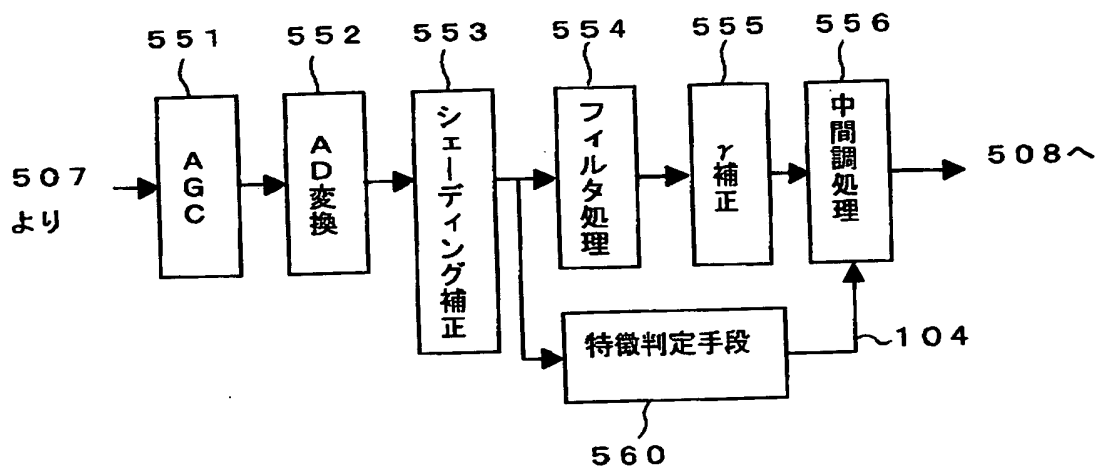 ５５１
５５２
５５３
５５４
５５５
５５６
５０７
より
ＡＧＣ
ＡＤ変換
シェーディング補正
フィルタ処理
γ補正
中間調処理
５０８へ
特徴判定手段
１０４
５６０